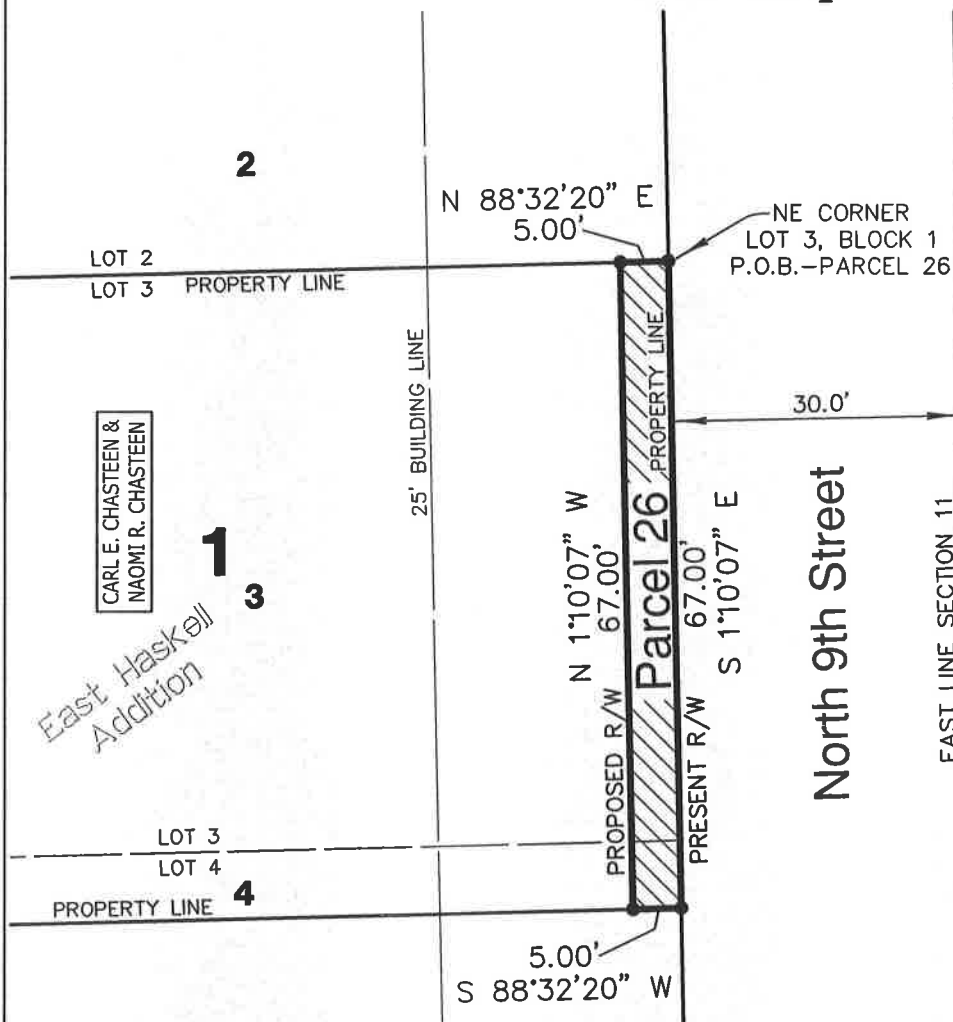 2
N 88°32'20" E
5.00'
NE CORNER
LOT 3, BLOCK 1
P.O.B.-PARCEL 26
LOT 2
LOT 3
PROPERTY LINE
25' BUILDING LINE
PROPERTY LINE
30.0'
CARL E. CHASTEEN &
NAOMI R. CHASTEEN
1
3
East Haskell
Addition
N 1°10'07" W
67.00'
Parcel 26
67.00'
S 1°10'07" E
North 9th Street
EAST LINE SECTION 11
PROPOSED R/W
PRESENT R/W
LOT 3
LOT 4
4
PROPERTY LINE
5.00'
S 88°32'20" W